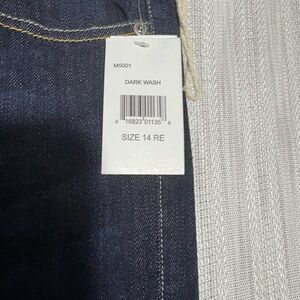 M5001
DARK WASH
8 16823 01135 8
SIZE 14 RE